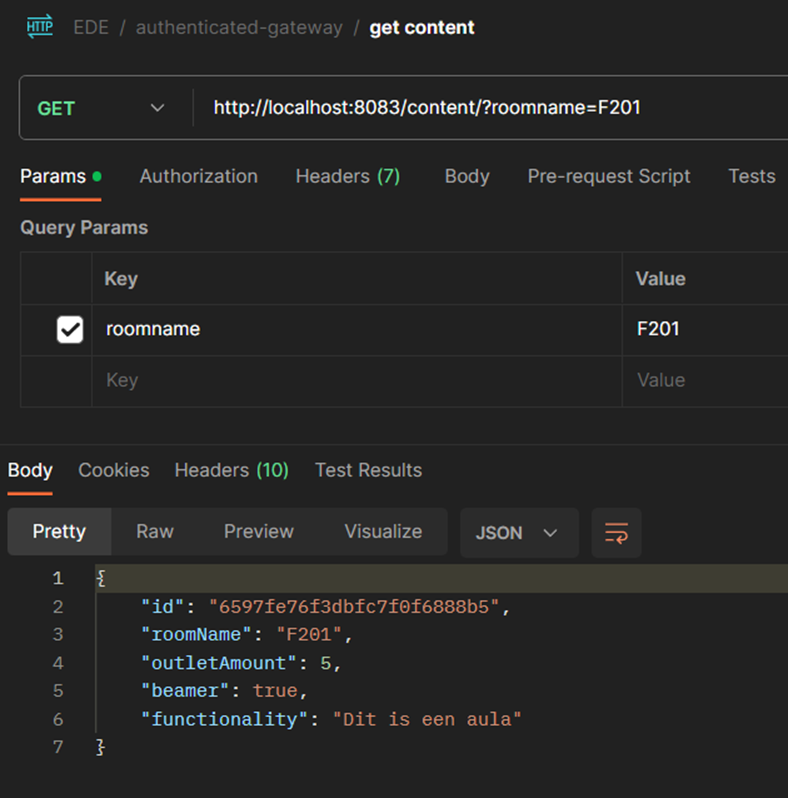 HTTP EDE / authenticated-gateway / get content
GET http://localhost:8083/content/?roomname=F201
Params Authorization Headers (7) Body Pre-request Script Tests
Query Params
Key Value
roomname F201
Key Value
Body Cookies Headers (10) Test Results
Pretty Raw Preview Visualize JSON
1 {
2 "id": "6597fe76f3dbfc7f0f6888b5",
3 "roomName": "F201",
4 "outletAmount": 5,
5 "beamer": true,
6 "functionality": "Dit is een aula"
7 }